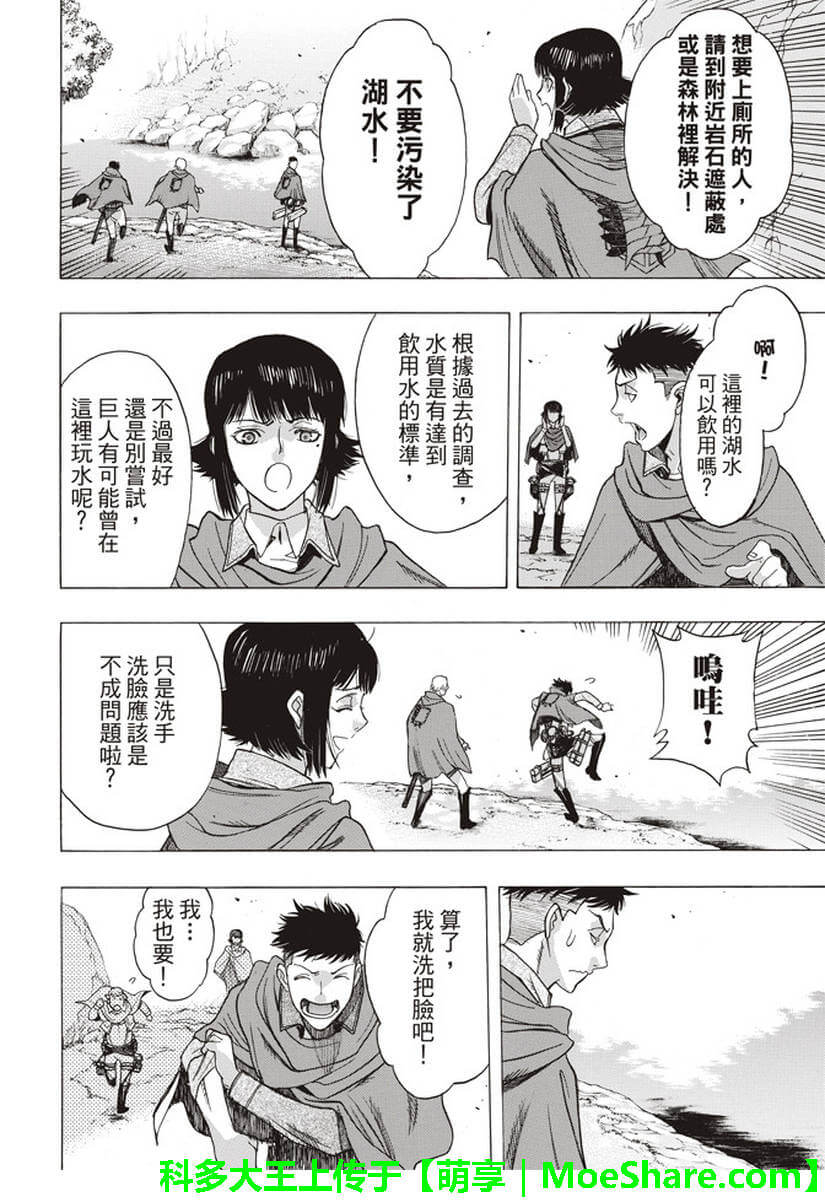 想要上廁所的人，
請到附近岩石遮蔽處
或是森林裡解決！
不要污染了
湖水！
啊！
這裡的湖水
可以飲用嗎？
根據過去的調查，
水質是有達到
飲用水的標準，
不過最好
還是別嘗試，
巨人有可能曾在
這裡玩水呢？
嗚哇！
只是洗手
洗臉應該是
不成問題啦？
算了，
我就洗把臉吧！
我…
我也要！
科多大王上传于【萌享|MoeShare.com】